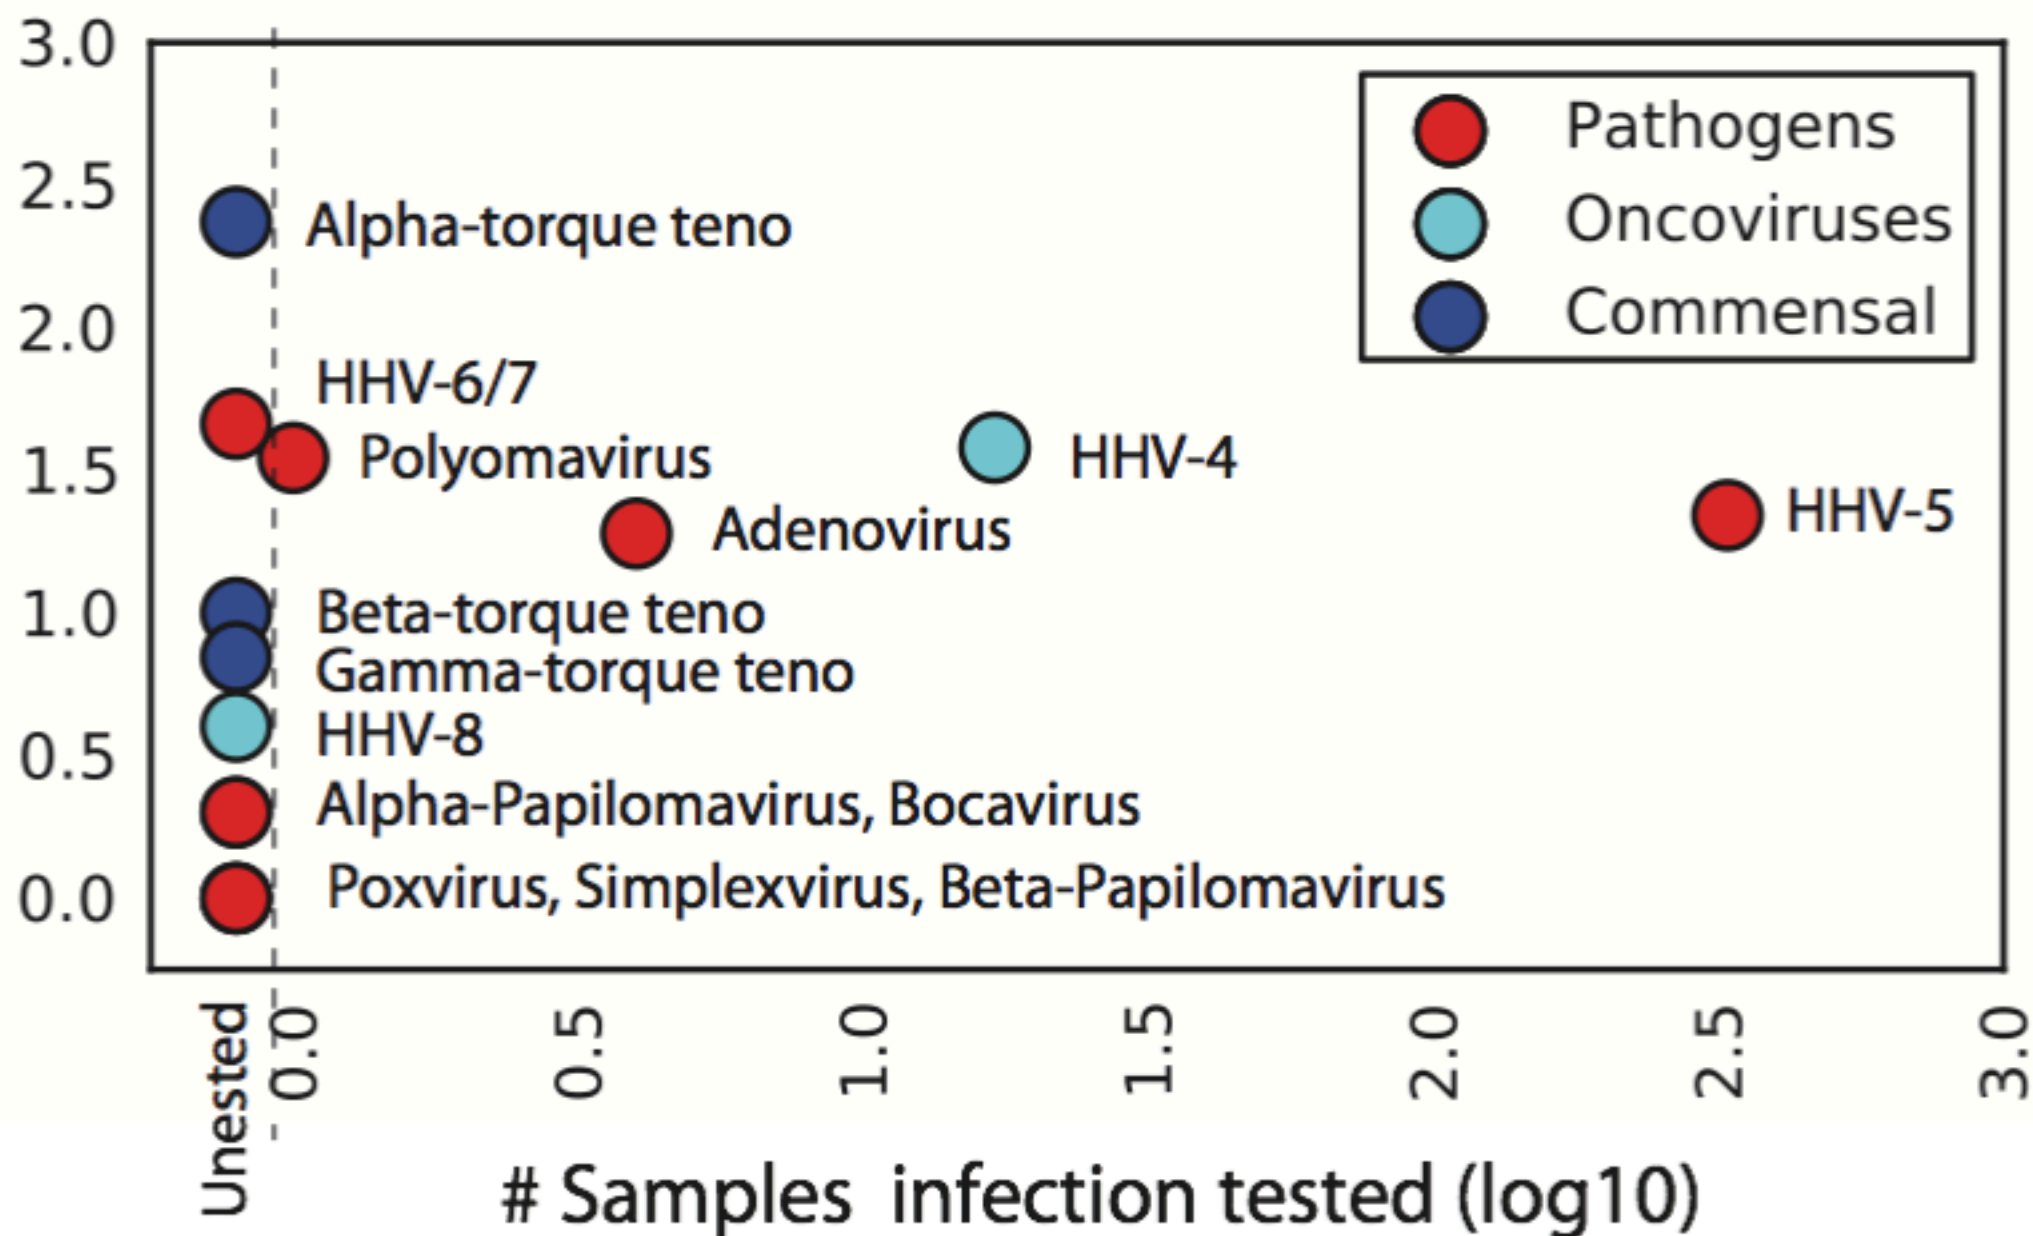 3.0
Pathogens
2.5
Oncoviruses
Alpha-torque teno
Commensal
2.0
HHV-6/7
1.5
Polyomavirus
HHV-4
HHV-5
Adenovirus
1.0
Beta-torque teno
Gamma-torque teno
0.5
HHV-8
Alpha-Papilomavirus, Bocavirus
0.0
Poxvirus, Simplexvirus, Beta-Papilomavirus
Unested
0.0
0.5
1.0
1.5
2.0
2.5
3.0
# Samples infection tested (log10)